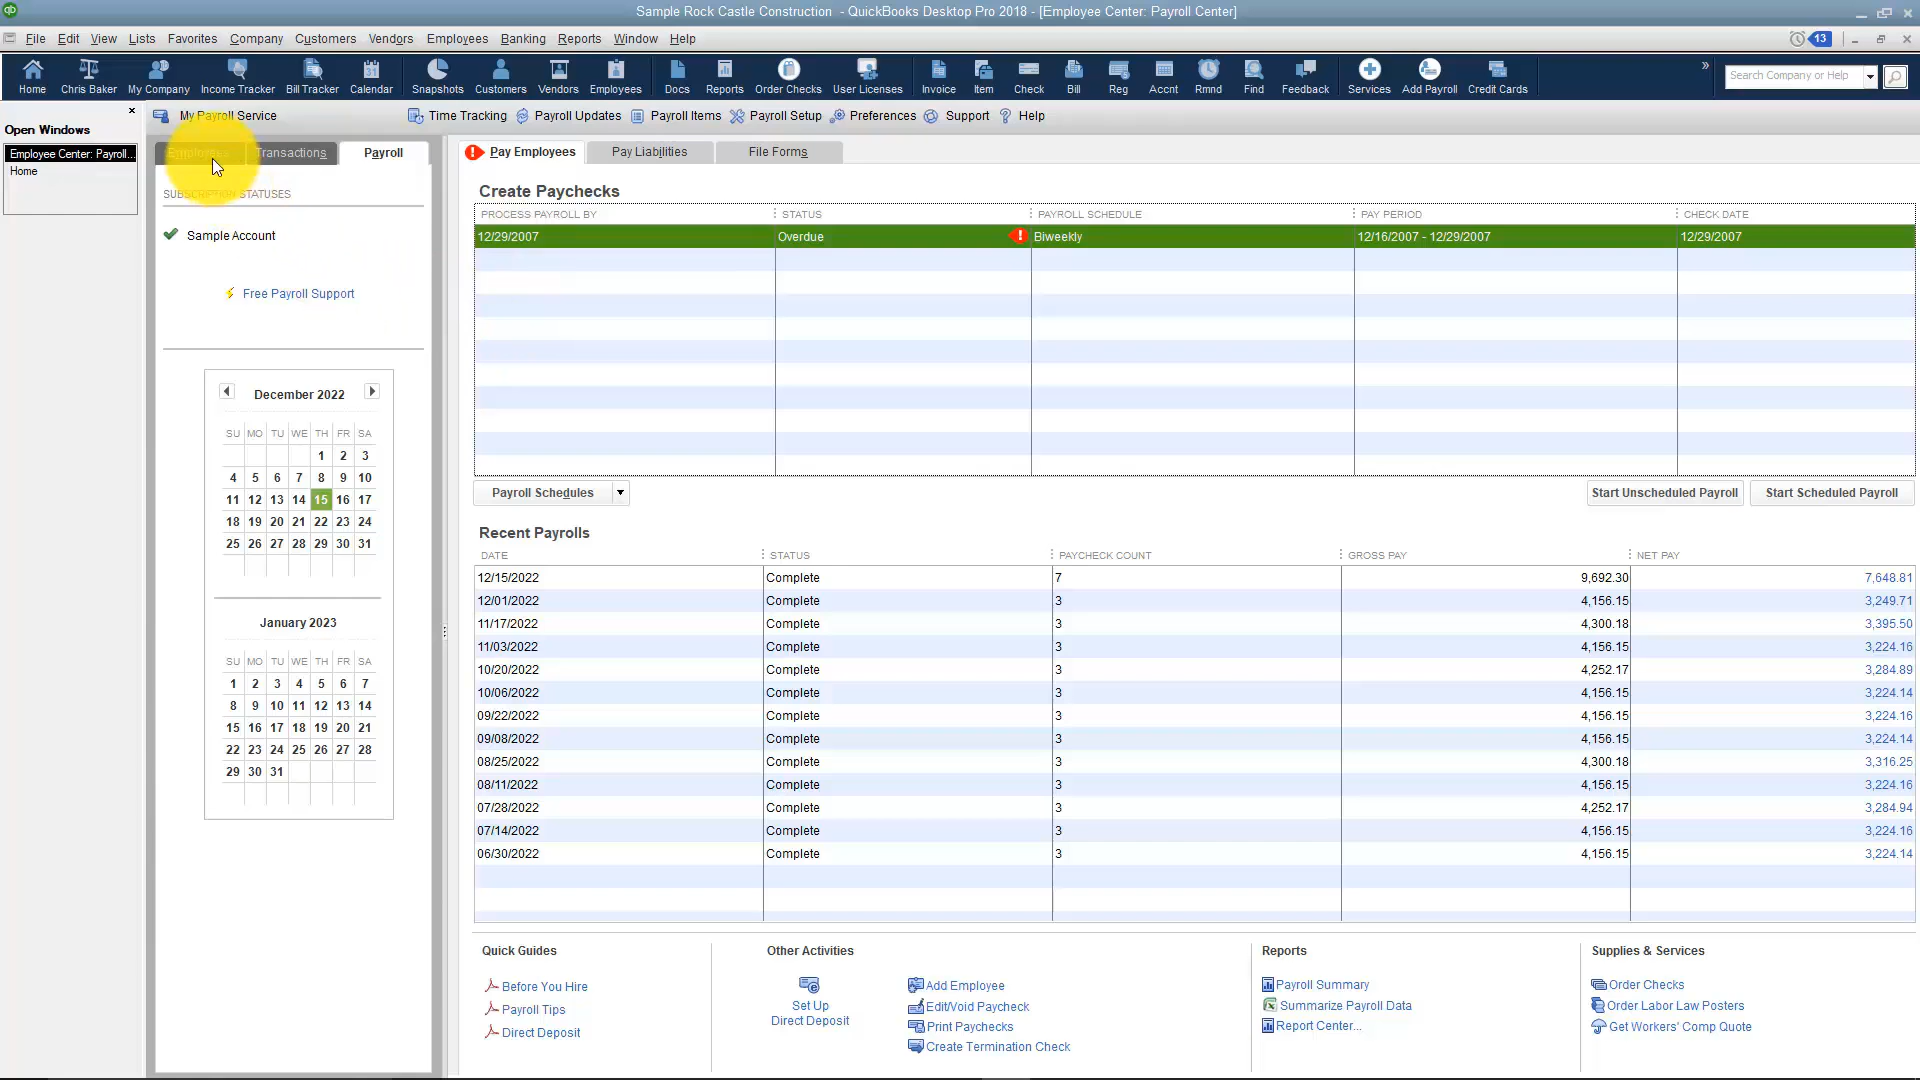 Sample Rock Castle Construction - QuickBooks Desktop Pro 2018 - [Employee Center: Payroll Center]
File Edit View Lists Favorites Company Customers Vendors Employees Banking Reports Window Help
13
Home Chris Baker My Company Income Tracker Bill Tracker Calendar Snapshots Customers Vendors Employees Docs Reports Order Checks User Licenses Invoice Item Check Bill Reg Accnt Rmnd Find Feedback Services Add Payroll Credit Cards
Search Company or Help
My Payroll Service Time Tracking Payroll Updates Payroll Items Payroll Setup Preferences Support Help
Open Windows
Employee Center: Payroll...
Home
Employees Transactions Payroll
SUBSCRIPTION STATUSES
Sample Account
Free Payroll Support
December 2022
SU MO TU WE TH FR SA
1 2 3
4 5 6 7 8 9 10
11 12 13 14 15 16 17
18 19 20 21 22 23 24
25 26 27 28 29 30 31
January 2023
SU MO TU WE TH FR SA
1 2 3 4 5 6 7
8 9 10 11 12 13 14
15 16 17 18 19 20 21
22 23 24 25 26 27 28
29 30 31
Pay Employees Pay Liabilities File Forms
Create Paychecks
PROCESS PAYROLL BY STATUS PAYROLL SCHEDULE PAY PERIOD CHECK DATE
12/29/2007 Overdue Biweekly 12/16/2007 - 12/29/2007 12/29/2007
Payroll Schedules Start Unscheduled Payroll Start Scheduled Payroll
Recent Payrolls
DATE STATUS PAYCHECK COUNT GROSS PAY NET PAY
12/15/2022 Complete 7 9,692.30 7,648.81
12/01/2022 Complete 3 4,156.15 3,249.71
11/17/2022 Complete 3 4,300.18 3,395.50
11/03/2022 Complete 3 4,156.15 3,224.16
10/20/2022 Complete 3 4,252.17 3,284.89
10/06/2022 Complete 3 4,156.15 3,224.14
09/22/2022 Complete 3 4,156.15 3,224.16
09/08/2022 Complete 3 4,156.15 3,224.14
08/25/2022 Complete 3 4,300.18 3,316.25
08/11/2022 Complete 3 4,156.15 3,224.16
07/28/2022 Complete 3 4,252.17 3,284.94
07/14/2022 Complete 3 4,156.15 3,224.16
06/30/2022 Complete 3 4,156.15 3,224.14
Quick Guides
Before You Hire
Payroll Tips
Direct Deposit
Other Activities
Set Up
Direct Deposit
Add Employee
Edit/Void Paycheck
Print Paychecks
Create Termination Check
Reports
Payroll Summary
Summarize Payroll Data
Report Center...
Supplies & Services
Order Checks
Order Labor Law Posters
Get Workers' Comp Quote